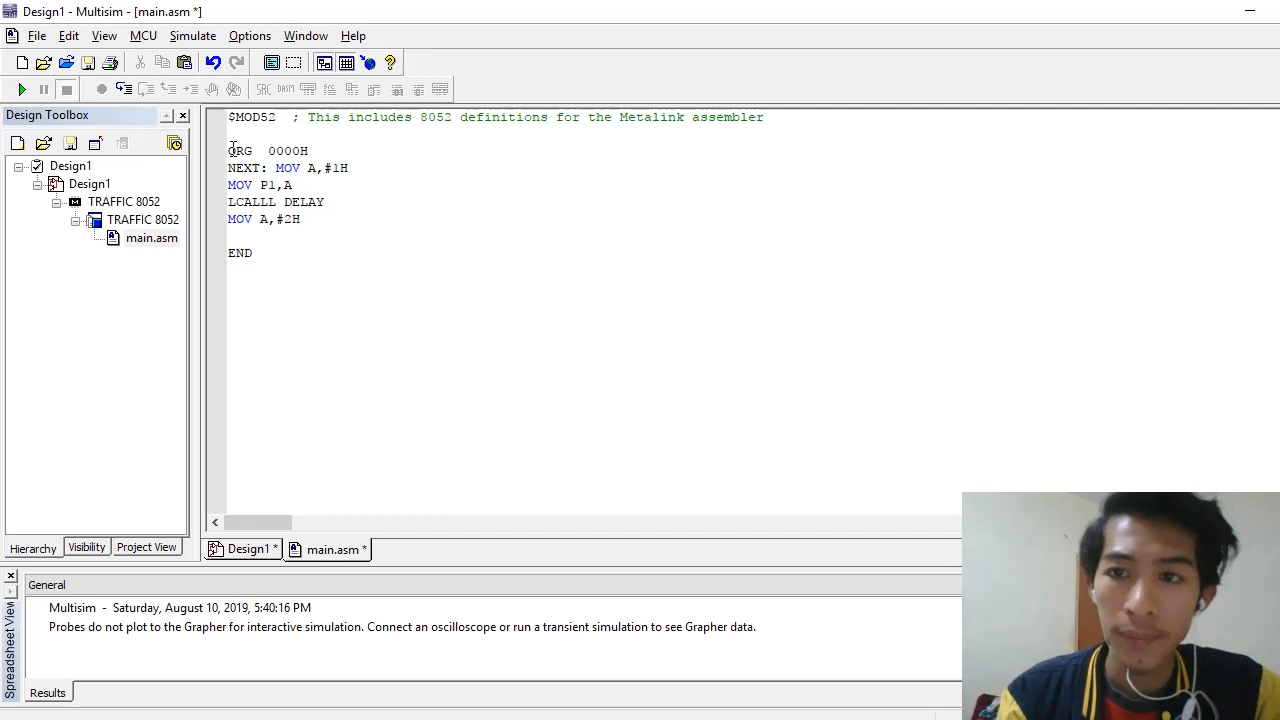 Design1 - Multisim - [main.asm *]
File Edit View MCU Simulate Options Window Help
Design Toolbox
Design1
Design1
TRAFFIC 8052
TRAFFIC 8052
main.asm
Hierarchy Visibility Project View
$MOD52 ; This includes 8052 definitions for the Metalink assembler
ORG 0000H
NEXT: MOV A,#1H
MOV P1,A
LCALLL DELAY
MOV A,#2H
END
Design1 * main.asm *
Spreadsheet View
General
Multisim - Saturday, August 10, 2019, 5:40:16 PM
Probes do not plot to the Grapher for interactive simulation. Connect an oscilloscope or run a transient simulation to see Grapher data.
Results